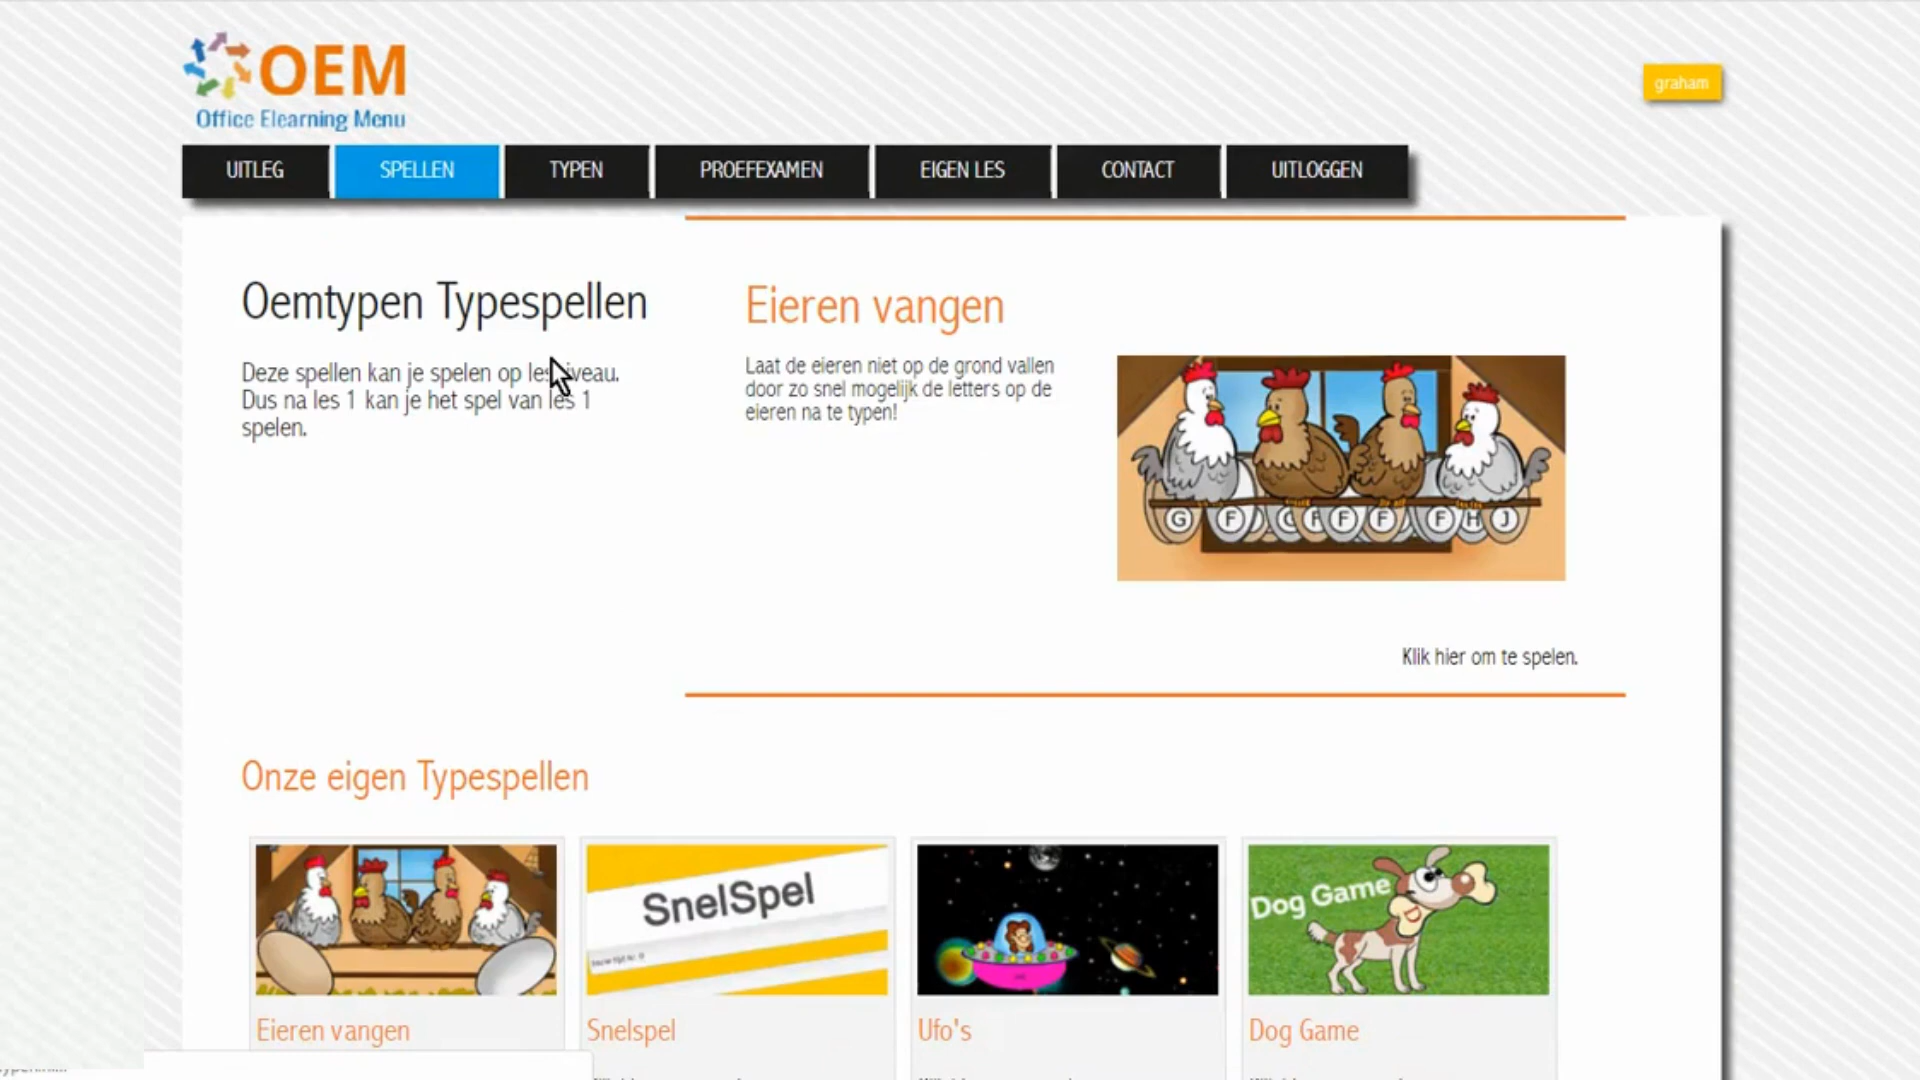 OEM
Office Elearning Menu
graham
UITLEG
SPELLEN
TYPEN
PROEFEXAMEN
EIGEN LES
CONTACT
UITLOGGEN
Oemtypen Typespellen
Deze spellen kan je spelen op
Dus na les 1 kan je het spel van les 1
spelen.
Eieren vangen
Laat de eieren niet op de grond vallen
door zo snel mogelijk de letters op de
eieren na te typen!
G F F F F H J
Klik hier om te spelen.
Onze eigen Typespellen
SnelSpel
Dog Game
Eieren vangen
Snelspel
Ufo's
Dog Game